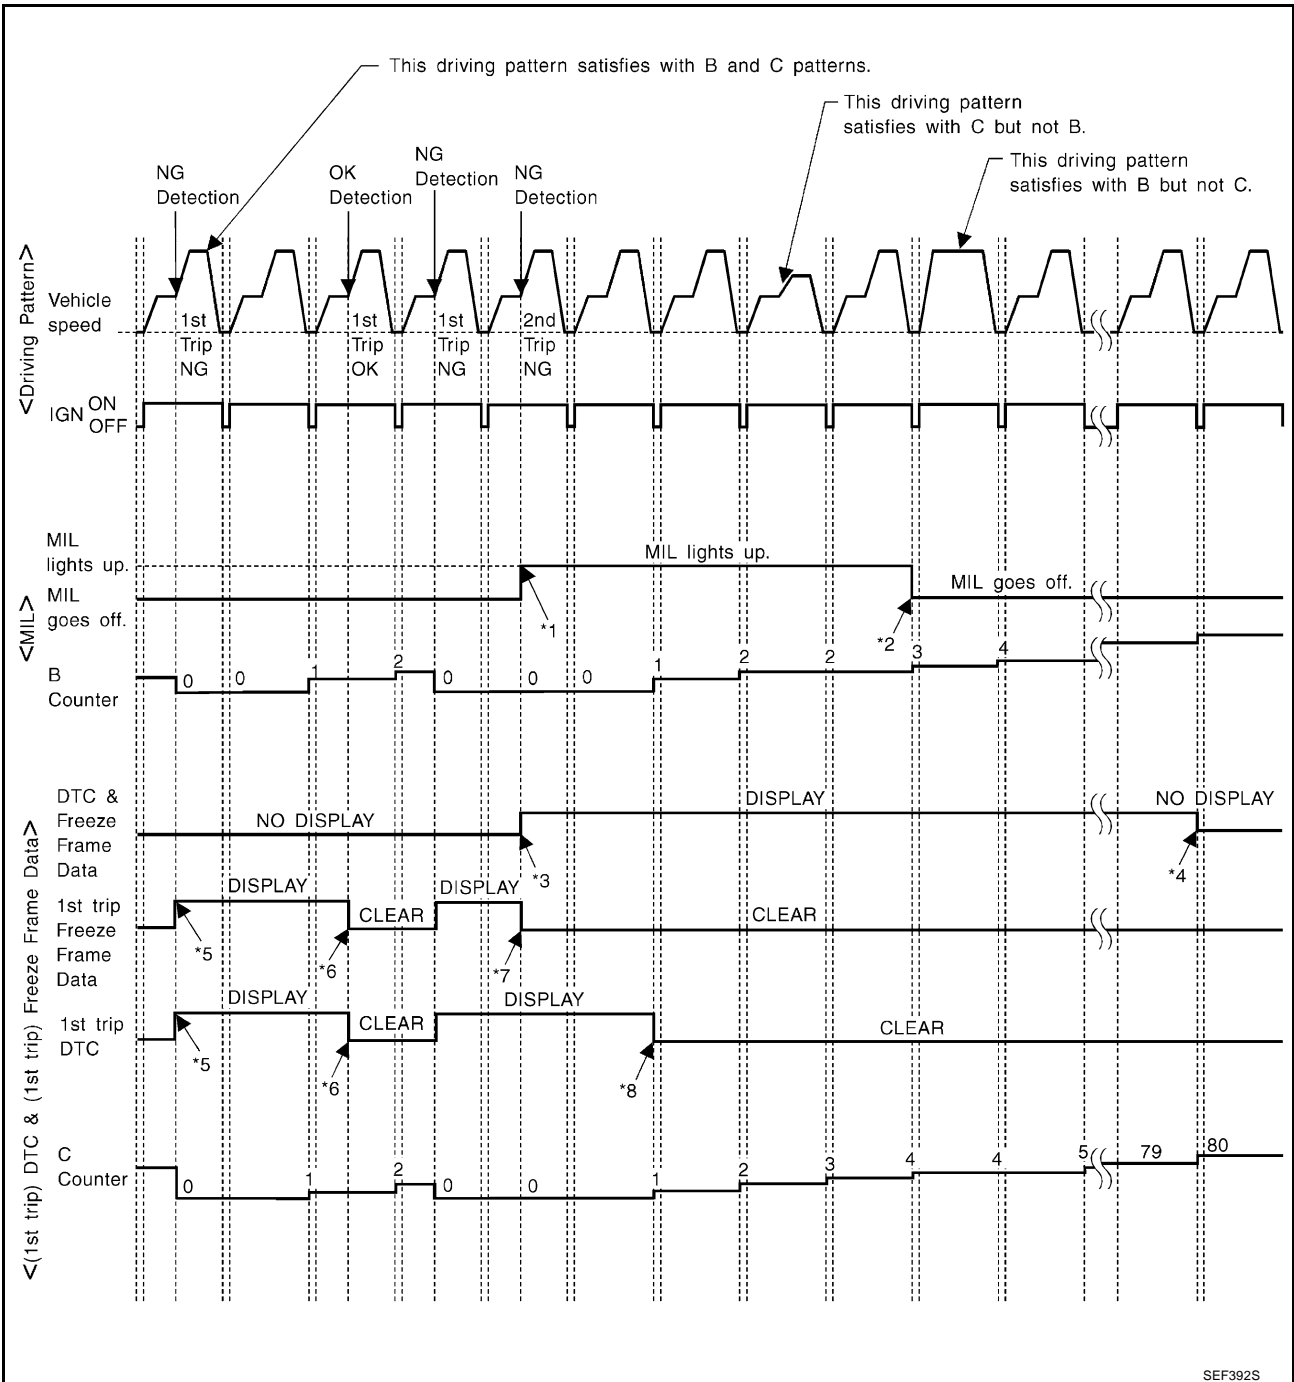 This driving pattern satisfies with B and C patterns.
This driving pattern
satisfies with C but not B.
This driving pattern
satisfies with B but not C.
NG
Detection
OK
Detection
NG
Detection
NG
Detection
<Driving Pattern>
Vehicle
speed
1st
Trip
NG
1st
Trip
OK
1st
Trip
NG
2nd
Trip
NG
IGN ON
OFF
<MIL>
MIL
lights up.
MIL lights up.
MIL
goes off.
MIL goes off.
*1
*2
B
Counter
0 0 1 2 0 0 0 1 2 2 3 4
<(1st trip) DTC & (1st trip) Freeze Frame Data>
DTC &
Freeze
Frame
Data
NO DISPLAY
DISPLAY
NO DISPLAY
*3
*4
1st trip
Freeze
Frame
Data
DISPLAY
CLEAR
DISPLAY
CLEAR
*5
*6
*7
1st trip
DTC
DISPLAY
CLEAR
DISPLAY
CLEAR
*5
*6
*8
C
Counter
0 1 2 0 0 1 2 3 4 4 5 79 80
SEF392S